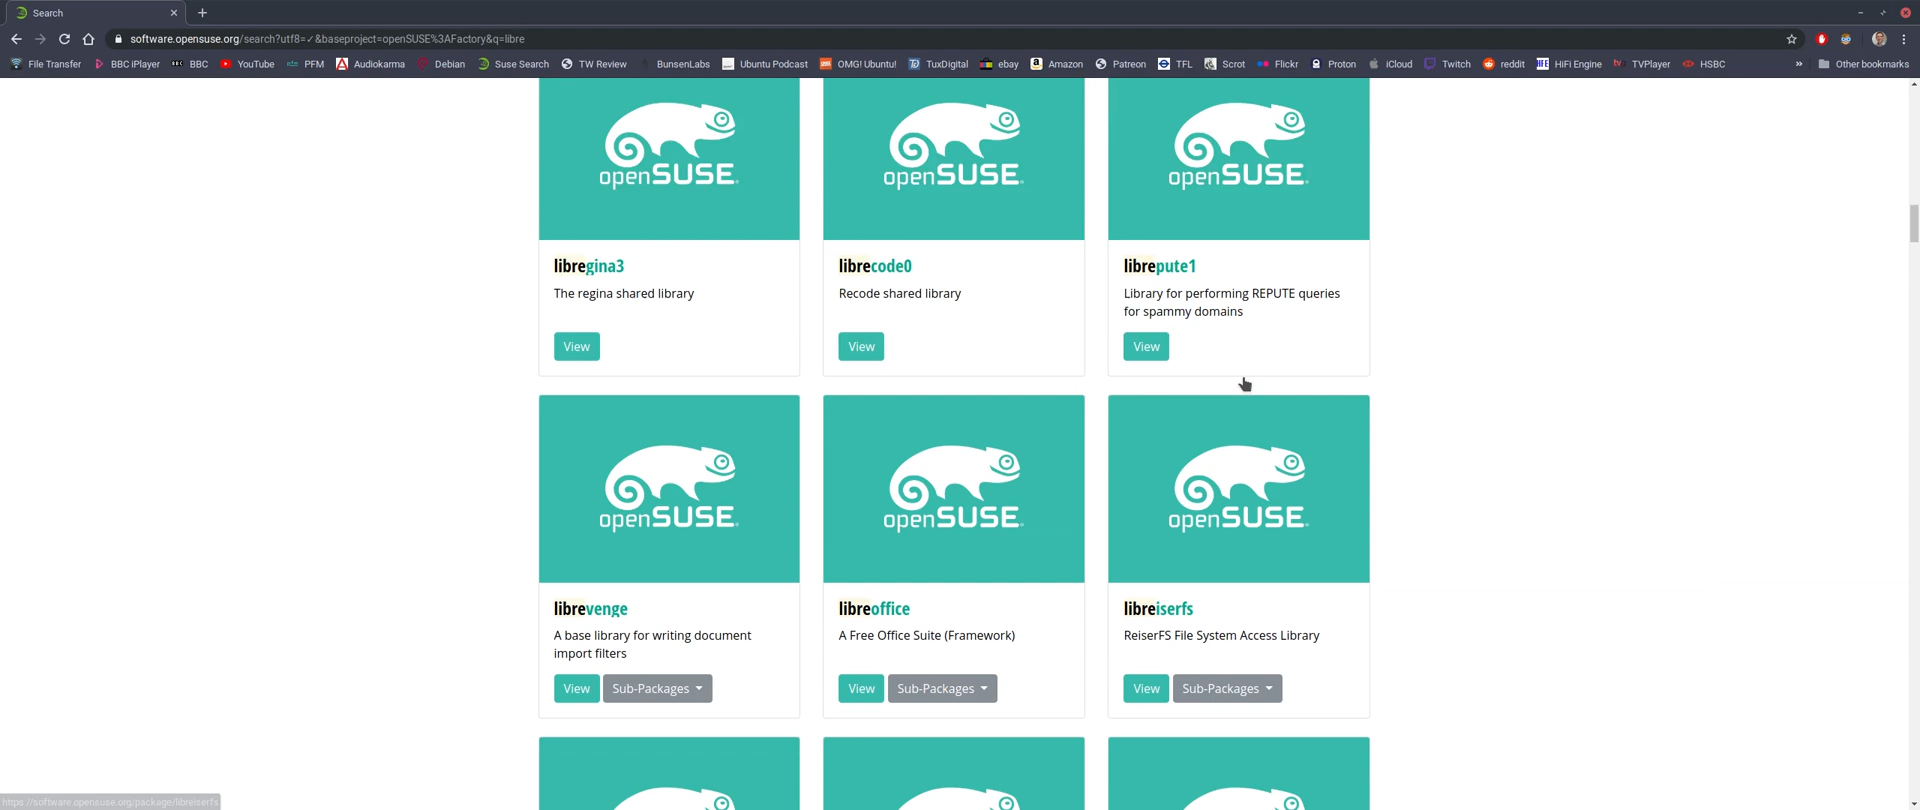 Search
software.opensuse.org/search?utf8=✓&baseproject=openSUSE%3AFactory&q=libre
File Transfer BBC iPlayer BBC YouTube PFM Audiokarma Debian Suse Search TW Review BunsenLabs Ubuntu Podcast OMG! Ubuntu! TuxDigital ebay Amazon Patreon TFL Scrot Flickr Proton iCloud Twitch reddit HiFi Engine TVPlayer HSBC » Other bookmarks
openSUSE openSUSE openSUSE
libregina3
The regina shared library
View
librecode0
Recode shared library
View
librepute1
Library for performing REPUTE queries
for spammy domains
View
openSUSE openSUSE openSUSE
librevenge
A base library for writing document
import filters
View Sub-Packages
libreoffice
A Free Office Suite (Framework)
View Sub-Packages
libreiserfs
ReiserFS File System Access Library
View Sub-Packages
https://software.opensuse.org/package/libreiserfs